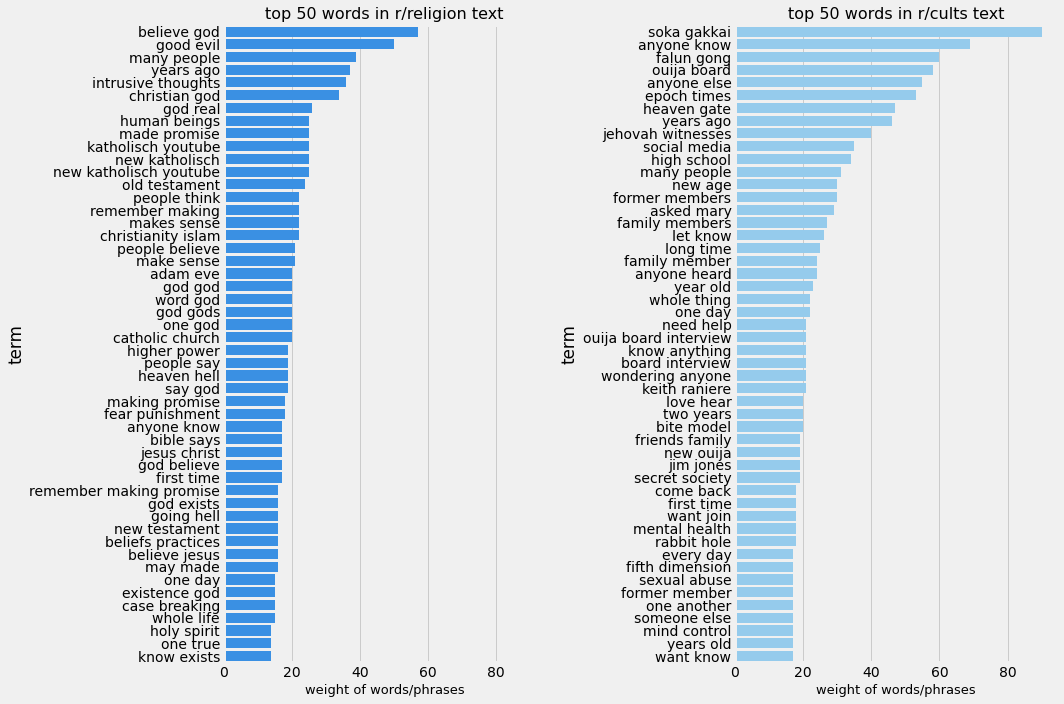 top 50 words in r/religion text
believe god
good evil
many people
years ago
intrusive thoughts
christian god
god real
human beings
made promise
katholisch youtube
new katholisch
new katholisch youtube
old testament
people think
remember making
makes sense
christianity islam
people believe
make sense
adam eve
god god
word god
god gods
one god
catholic church
higher power
people say
heaven hell
say god
making promise
fear punishment
anyone know
bible says
jesus christ
god believe
first time
remember making promise
god exists
going hell
new testament
beliefs practices
believe jesus
may made
one day
existence god
case breaking
whole life
holy spirit
one true
know exists
term
0 20 40 60 80
weight of words/phrases
top 50 words in r/cults text
soka gakkai
anyone know
falun gong
ouija board
anyone else
epoch times
heaven gate
years ago
jehovah witnesses
social media
high school
many people
new age
former members
asked mary
family members
let know
long time
family member
anyone heard
year old
whole thing
one day
need help
ouija board interview
know anything
board interview
wondering anyone
keith raniere
love hear
two years
bite model
friends family
new ouija
jim jones
secret society
come back
first time
want join
mental health
rabbit hole
every day
fifth dimension
sexual abuse
former member
one another
someone else
mind control
years old
want know
term
0 20 40 60 80
weight of words/phrases